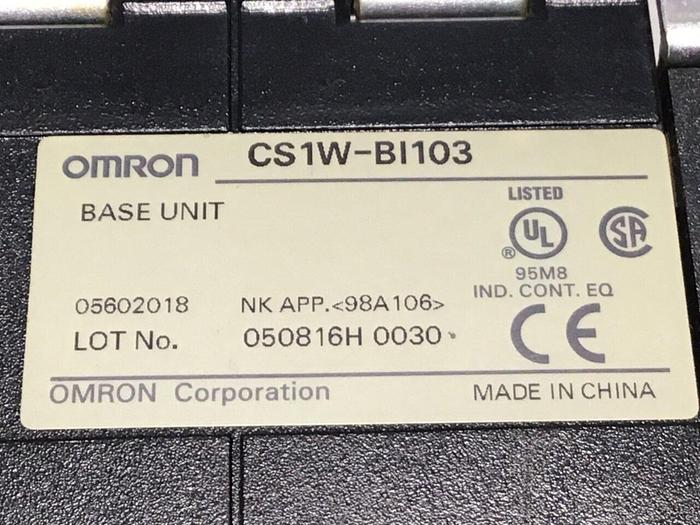 OMRON CS1W-BI103
BASE UNIT
LISTED
UL
®
SA
95M8
IND. CONT. EQ
05602018 NK APP.<98A106>
LOT No. 050816H 0030
CE
OMRON Corporation MADE IN CHINA